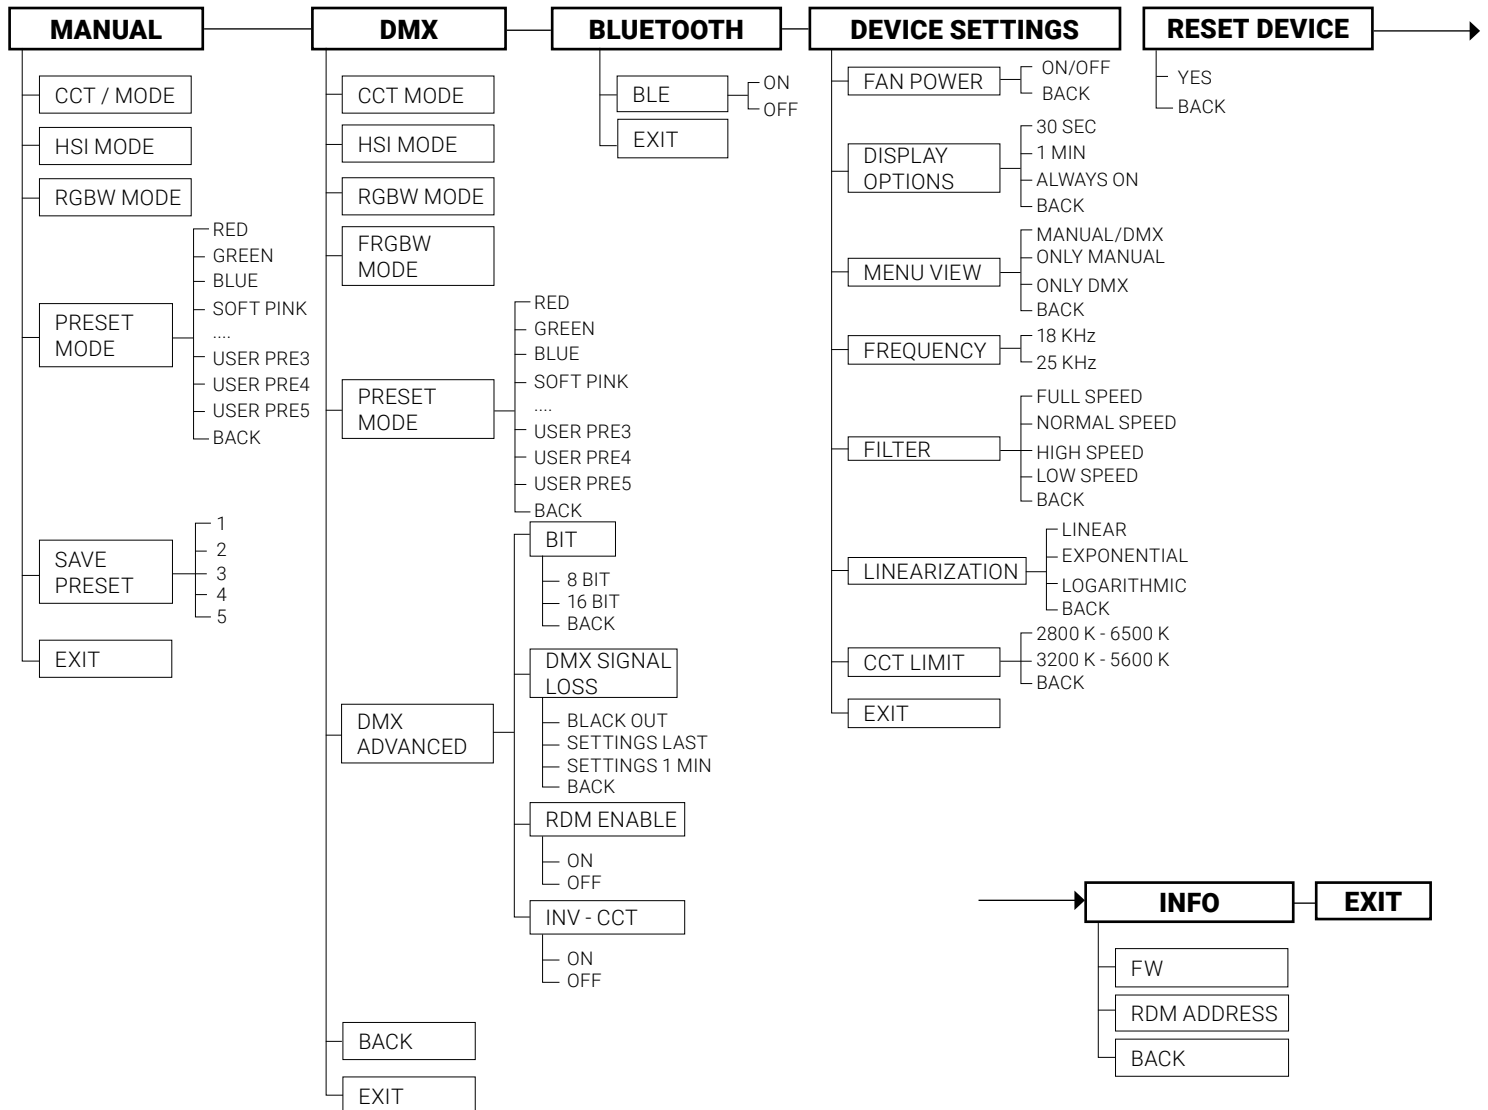 MANUAL
DMX
BLUETOOTH
DEVICE SETTINGS
RESET DEVICE
CCT / MODE
HSI MODE
RGBW MODE
PRESET
MODE
RED
GREEN
BLUE
SOFT PINK
....
USER PRE3
USER PRE4
USER PRE5
BACK
SAVE
PRESET
1
2
3
4
5
EXIT
CCT MODE
HSI MODE
RGBW MODE
FRGBW
MODE
PRESET
MODE
RED
GREEN
BLUE
SOFT PINK
....
USER PRE3
USER PRE4
USER PRE5
BACK
DMX
ADVANCED
BIT
8 BIT
16 BIT
BACK
DMX SIGNAL
LOSS
BLACK OUT
SETTINGS LAST
SETTINGS 1 MIN
BACK
RDM ENABLE
ON
OFF
INV - CCT
ON
OFF
BACK
EXIT
BLE
ON
OFF
EXIT
FAN POWER
ON/OFF
BACK
DISPLAY
OPTIONS
30 SEC
1 MIN
ALWAYS ON
BACK
MENU VIEW
MANUAL/DMX
ONLY MANUAL
ONLY DMX
BACK
FREQUENCY
18 KHz
25 KHz
FILTER
FULL SPEED
NORMAL SPEED
HIGH SPEED
LOW SPEED
BACK
LINEARIZATION
LINEAR
EXPONENTIAL
LOGARITHMIC
BACK
CCT LIMIT
2800 K - 6500 K
3200 K - 5600 K
BACK
EXIT
YES
BACK
INFO
EXIT
FW
RDM ADDRESS
BACK